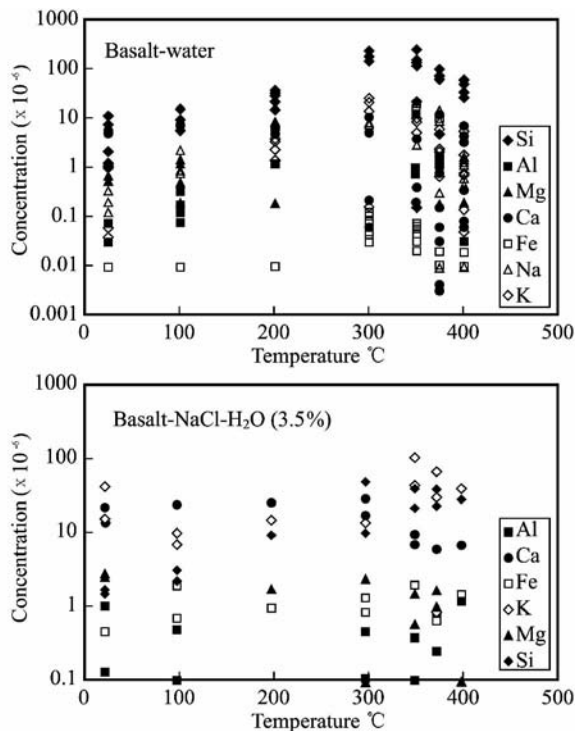 1000
Basalt-water
100
10
1
0.1
0.01
0.001
Concentration (× 10⁻⁶)
Si
Al
Mg
Ca
Fe
Na
K
0 100 200 300 400 500
Temperature ℃
1000
Basalt-NaCl-H₂O (3.5%)
100
10
1
0.1
Concentration (× 10⁻⁶)
Al
Ca
Fe
K
Mg
Si
0 100 200 300 400 500
Temperature ℃